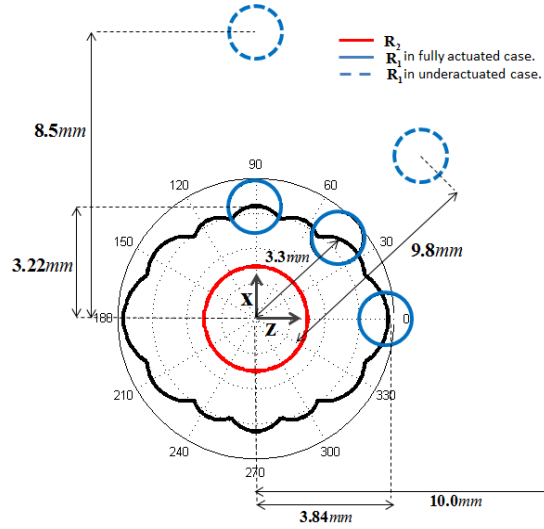 R₂
R₁ in fully actuated case.
R₁ in underactuated case.
8.5mm
90
120
60
150
30
3.3mm
9.8mm
3.22mm
X
Z
180
0
210
330
240
300
270
10.0mm
3.84mm